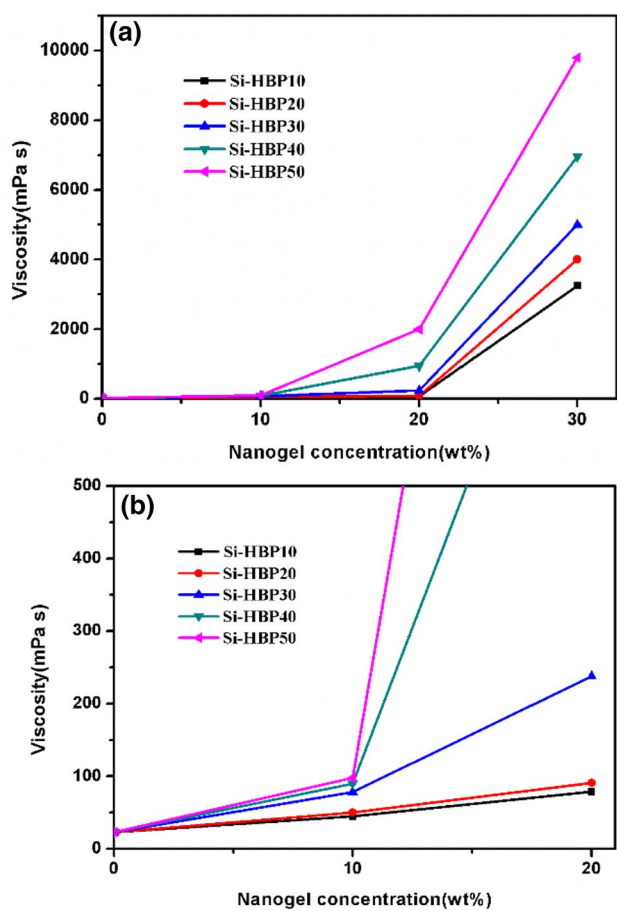 (a)
10000
8000
6000
4000
2000
0
Viscosity(mPa s)
Si-HBP10
Si-HBP20
Si-HBP30
Si-HBP40
Si-HBP50
0 10 20 30
Nanogel concentration(wt%)
(b)
500
400
300
200
100
0
Viscosity(mPa s)
Si-HBP10
Si-HBP20
Si-HBP30
Si-HBP40
Si-HBP50
0 10 20
Nanogel concentration(wt%)